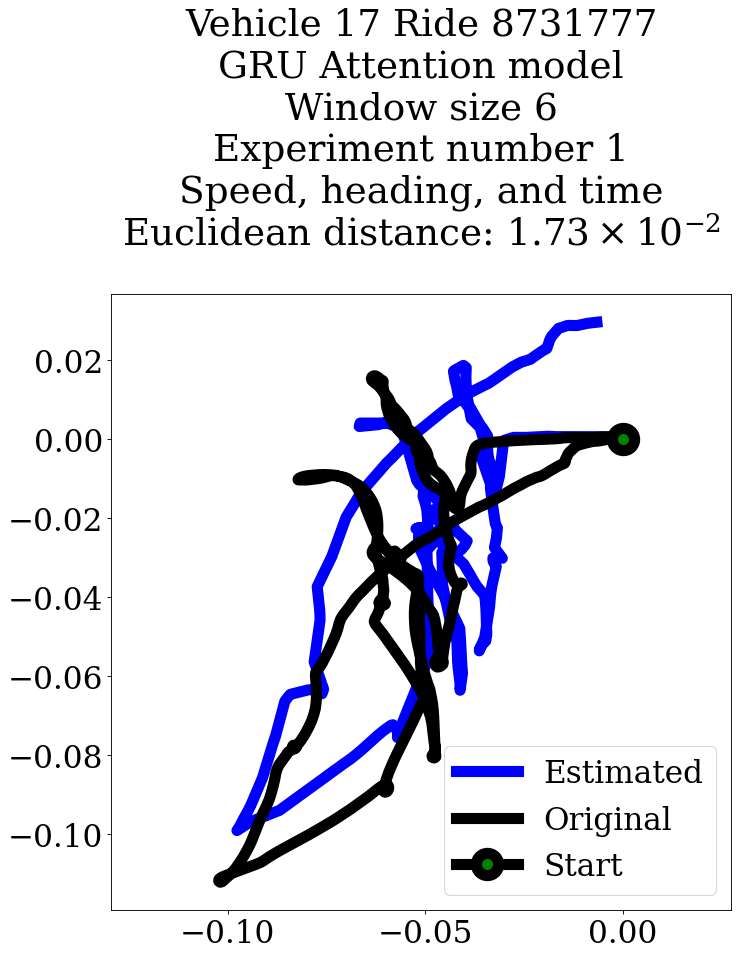 Vehicle 17 Ride 8731777
GRU Attention model
Window size 6
Experiment number 1
Speed, heading, and time
Euclidean distance: 1.73 × 10⁻²
0.02
0.00
−0.02
−0.04
−0.06
−0.08
−0.10
Estimated
Original
Start
−0.10 −0.05 0.00